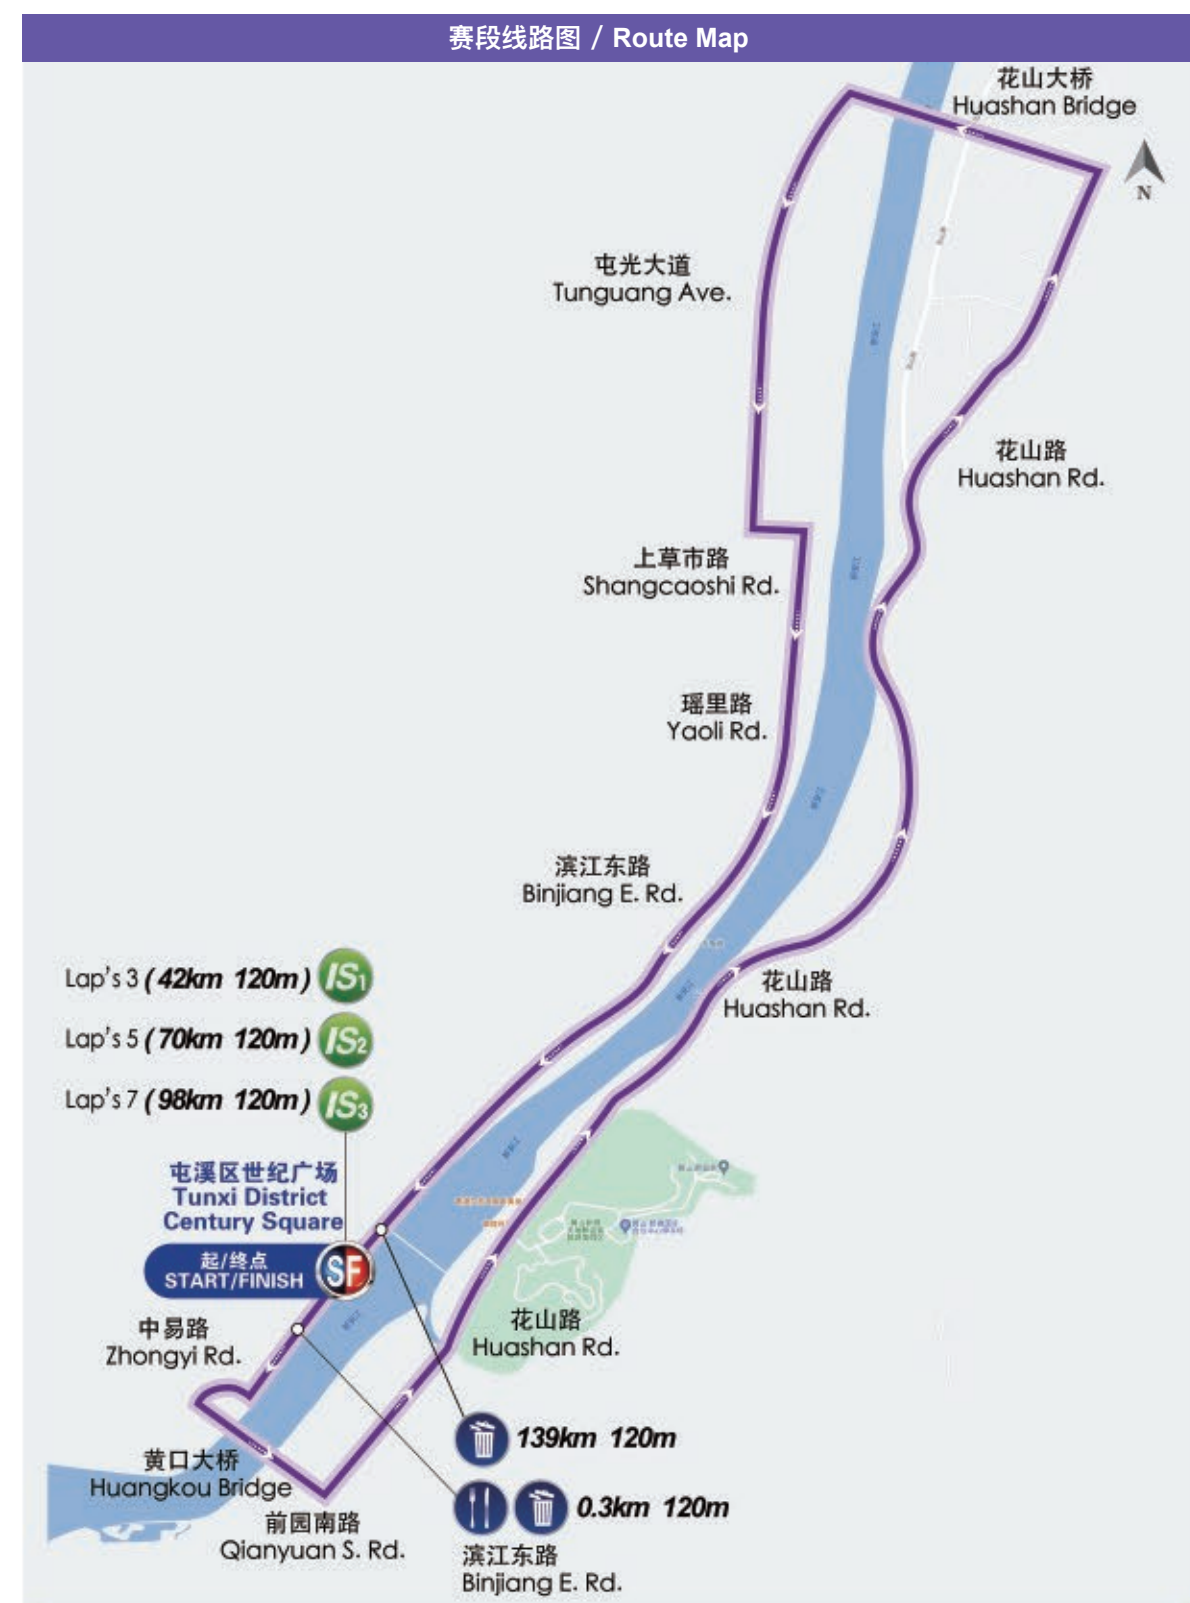 赛段线路图 / Route Map
花山大桥
Huashan Bridge
N
屯光大道
Tunguang Ave.
花山路
Huashan Rd.
上草市路
Shangcaoshi Rd.
瑶里路
Yaoli Rd.
滨江东路
Binjiang E. Rd.
花山路
Huashan Rd.
Lap's 3 (42km 120m) IS1
Lap's 5 (70km 120m) IS2
Lap's 7 (98km 120m) IS3
屯溪区世纪广场
Tunxi District
Century Square
起/终点
START/FINISH
SF
中易路
Zhongyi Rd.
花山路
Huashan Rd.
139km 120m
黄口大桥
Huangkou Bridge
0.3km 120m
前园南路
Qianyuan S. Rd.
滨江东路
Binjiang E. Rd.